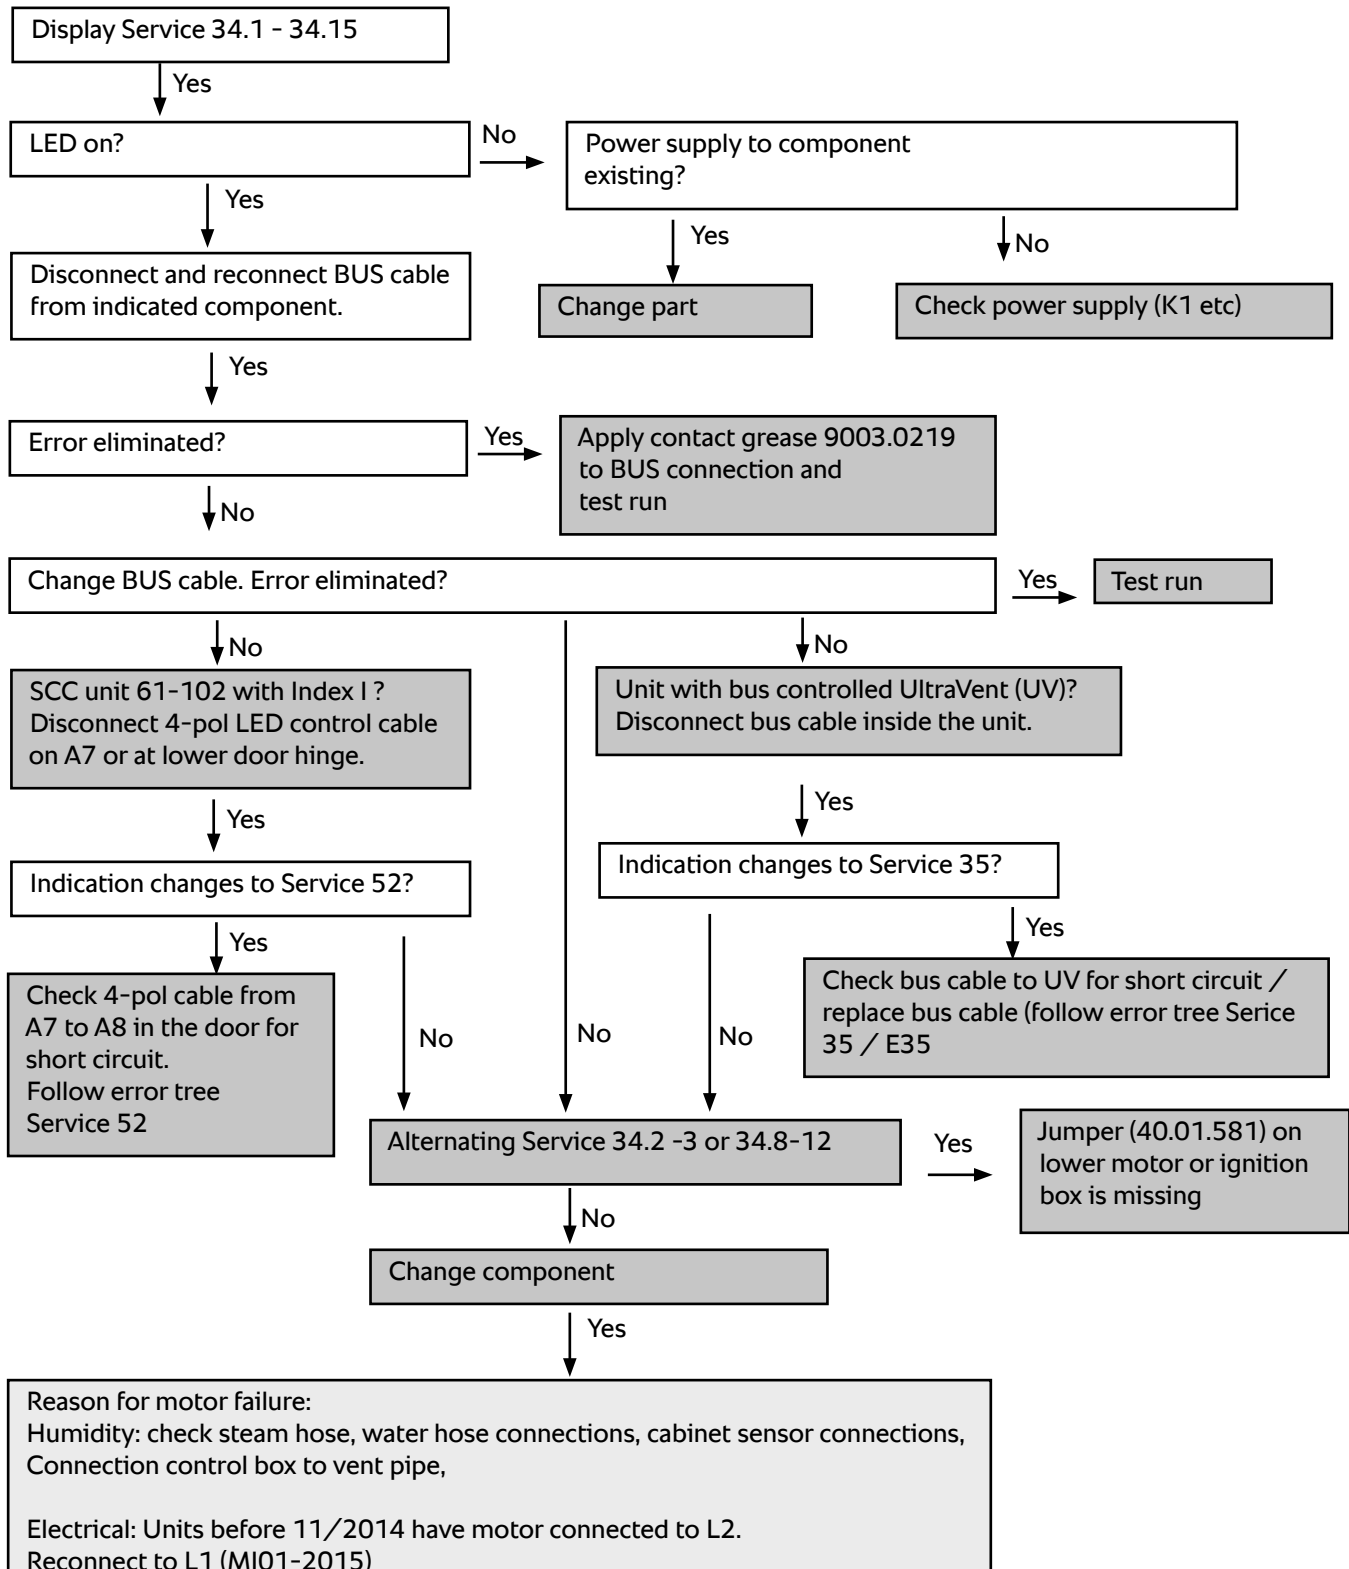 Display Service 34.1 - 34.15
Yes
LED on?
No
Power supply to component
existing?
Yes
Yes
No
Disconnect and reconnect BUS cable
from indicated component.
Change part
Check power supply (K1 etc)
Yes
Error eliminated?
Yes
Apply contact grease 9003.0219
to BUS connection and
test run
No
Change BUS cable. Error eliminated?
Yes
Test run
No
No
SCC unit 61-102 with Index I ?
Disconnect 4-pol LED control cable
on A7 or at lower door hinge.
Unit with bus controlled UltraVent (UV)?
Disconnect bus cable inside the unit.
Yes
Yes
Indication changes to Service 52?
Indication changes to Service 35?
Yes
Yes
Check 4-pol cable from
A7 to A8 in the door for
short circuit.
Follow error tree
Service 52
No
No
No
Check bus cable to UV for short circuit /
replace bus cable (follow error tree Serice
35 / E35
Alternating Service 34.2 -3 or 34.8-12
Yes
Jumper (40.01.581) on
lower motor or ignition
box is missing
No
Change component
Yes
Reason for motor failure:
Humidity: check steam hose, water hose connections, cabinet sensor connections,
Connection control box to vent pipe,
Electrical: Units before 11/2014 have motor connected to L2.
Reconnect to L1 (MI01-2015)